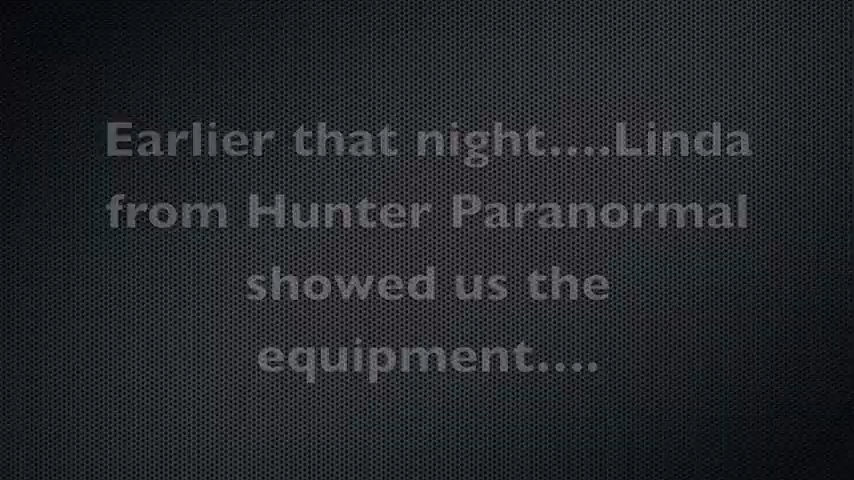 Earlier that night....Linda
from Hunter Paranormal
showed us the
equipment....